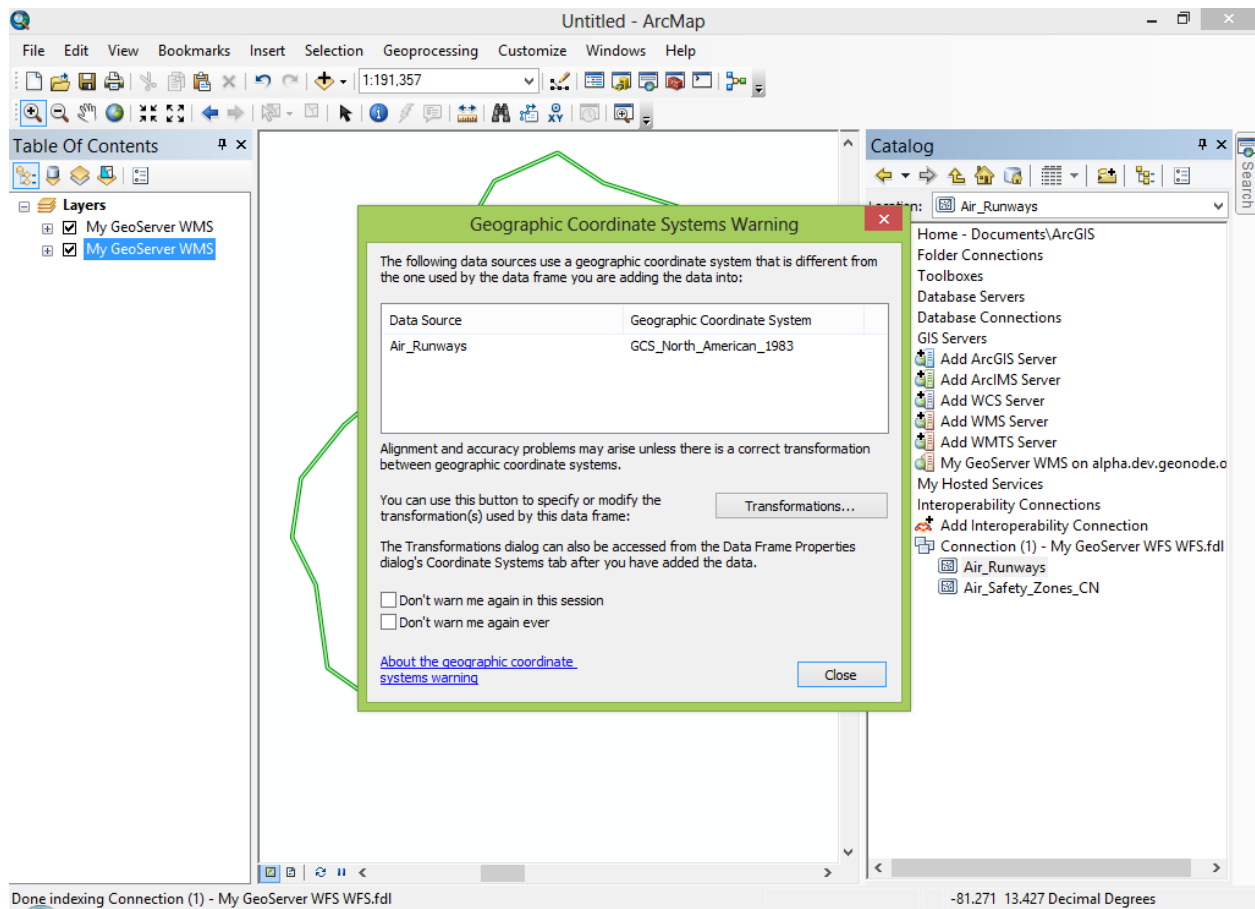 Untitled - ArcMap
File Edit View Bookmarks Insert Selection Geoprocessing Customize Windows Help
1:191,357
Table Of Contents
Layers
My GeoServer WMS
My GeoServer WMS
Geographic Coordinate Systems Warning
The following data sources use a geographic coordinate system that is different from
the one used by the data frame you are adding the data into:
Data Source Geographic Coordinate System
Air_Runways GCS_North_American_1983
Alignment and accuracy problems may arise unless there is a correct transformation
between geographic coordinate systems.
You can use this button to specify or modify the
transformation(s) used by this data frame:
Transformations...
The Transformations dialog can also be accessed from the Data Frame Properties
dialog's Coordinate Systems tab after you have added the data.
Don't warn me again in this session
Don't warn me again ever
About the geographic coordinate
systems warning
Close
Catalog
Air_Runways
Home - Documents\ArcGIS
Folder Connections
Toolboxes
Database Servers
Database Connections
GIS Servers
Add ArcGIS Server
Add ArcIMS Server
Add WCS Server
Add WMS Server
Add WMTS Server
My GeoServer WMS on alpha.dev.geonode.o
My Hosted Services
Interoperability Connections
Add Interoperability Connection
Connection (1) - My GeoServer WFS WFS.fdl
Air_Runways
Air_Safety_Zones_CN
Search
Done indexing Connection (1) - My GeoServer WFS WFS.fdl
-81.271 13.427 Decimal Degrees